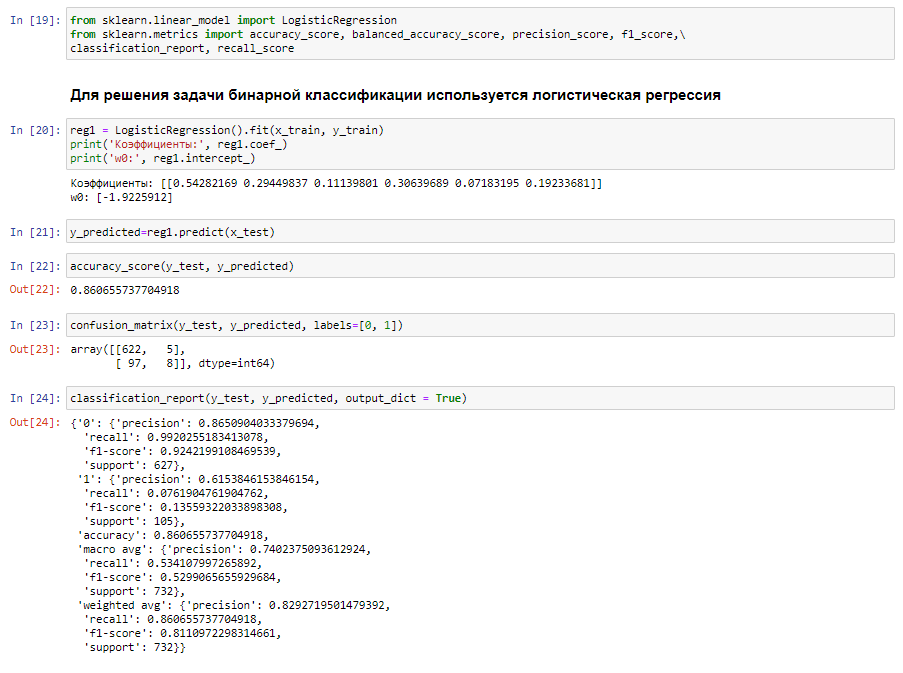 In [19]: from sklearn.linear_model import LogisticRegression
from sklearn.metrics import accuracy_score, balanced_accuracy_score, precision_score, f1_score,\
classification_report, recall_score
Для решения задачи бинарной классификации используется логистическая регрессия
In [20]: reg1 = LogisticRegression().fit(x_train, y_train)
print('Коэффициенты:', reg1.coef_)
print('w0:', reg1.intercept_)
Коэффициенты: [[0.54282169 0.29449837 0.11139801 0.30639689 0.07183195 0.19233681]]
w0: [-1.9225912]
In [21]: y_predicted=reg1.predict(x_test)
In [22]: accuracy_score(y_test, y_predicted)
Out[22]: 0.860655737704918
In [23]: confusion_matrix(y_test, y_predicted, labels=[0, 1])
Out[23]: array([[622,   5],
       [ 97,   8]], dtype=int64)
In [24]: classification_report(y_test, y_predicted, output_dict = True)
Out[24]: {'0': {'precision': 0.8650904033379694,
  'recall': 0.9920255183413078,
  'f1-score': 0.9242199108469539,
  'support': 627},
 '1': {'precision': 0.6153846153846154,
  'recall': 0.0761904761904762,
  'f1-score': 0.13559322033898308,
  'support': 105},
 'accuracy': 0.860655737704918,
 'macro avg': {'precision': 0.7402375093612924,
  'recall': 0.534107997265892,
  'f1-score': 0.5299065655929684,
  'support': 732},
 'weighted avg': {'precision': 0.8292719501479392,
  'recall': 0.860655737704918,
  'f1-score': 0.8110972298314661,
  'support': 732}}